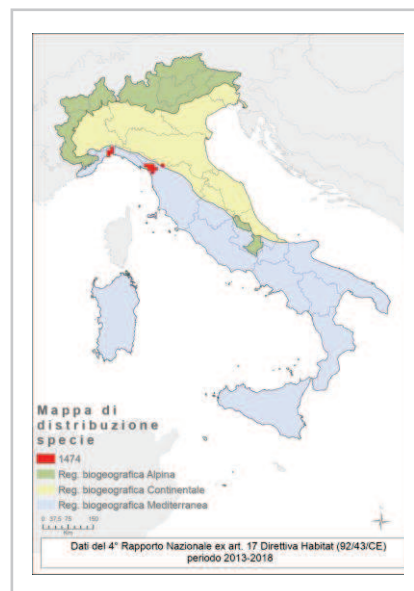 Mappa di
distribuzione
specie
1474
Reg. biogeografica Alpina
Reg. biogeografica Continentale
Reg. biogeografica Mediterranea
0 37,5 75 150
Km
Dati del 4° Rapporto Nazionale ex art. 17 Direttiva Habitat (92/43/CE)
periodo 2013-2018